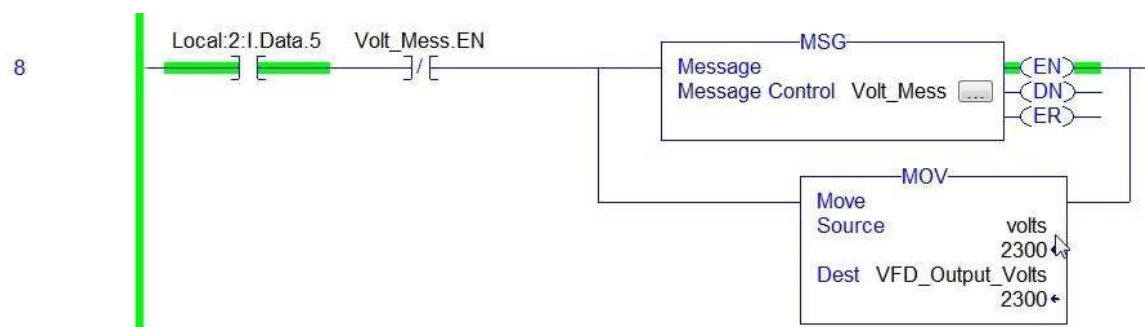 Local:2:I.Data.5 Volt_Mess.EN
8
MSG
Message
Message Control Volt_Mess ...
EN
DN
ER
MOV
Move
Source volts
2300
Dest VFD_Output_Volts
2300